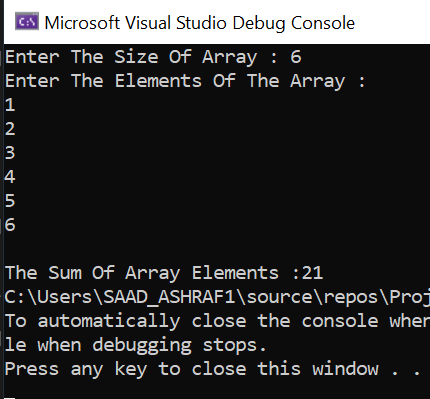 C:\ Microsoft Visual Studio Debug Console
Enter The Size Of Array : 6
Enter The Elements Of The Array :
1
2
3
4
5
6
The Sum Of Array Elements :21
C:\Users\SAAD_ASHRAF1\source\repos\Proj
To automatically close the console when
le when debugging stops.
Press any key to close this window . .